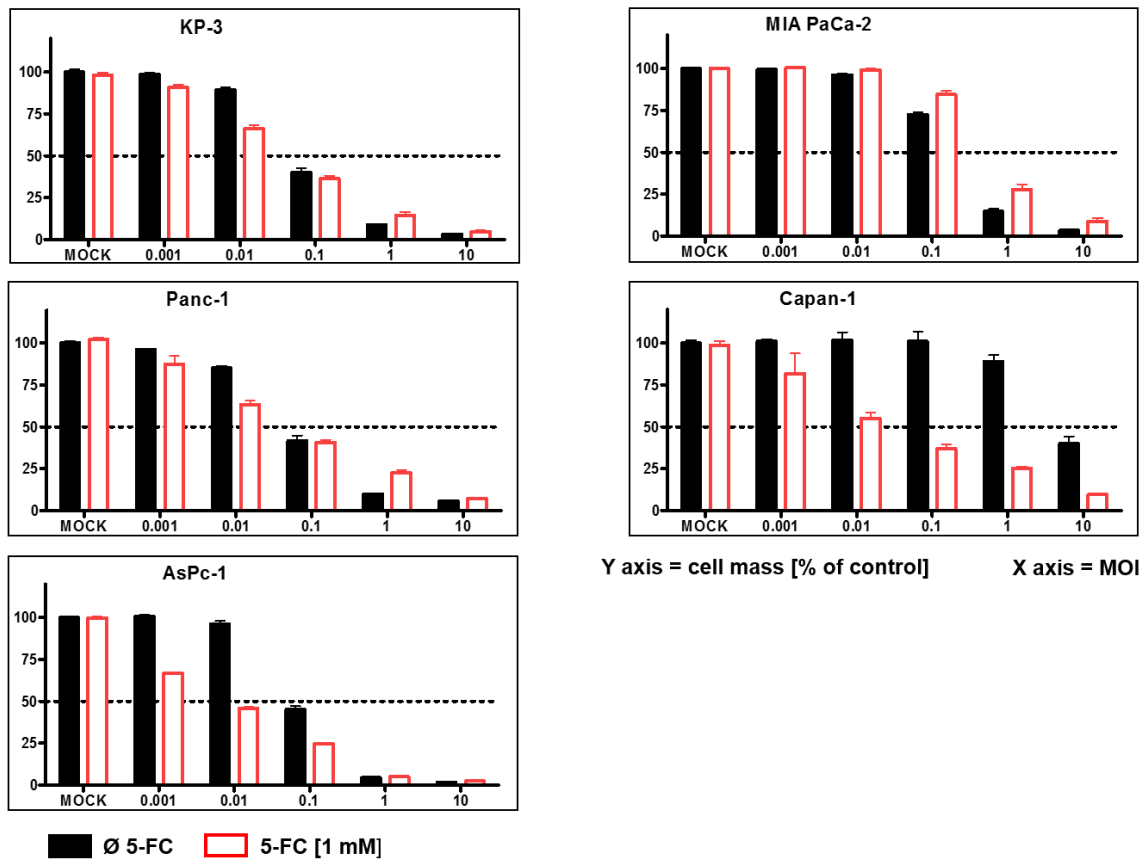 KP-3
100
75
50
25
0
MOCK 0.001 0.01 0.1 1 10
MIA PaCa-2
100
75
50
25
0
MOCK 0.001 0.01 0.1 1 10
Panc-1
100
75
50
25
0
MOCK 0.001 0.01 0.1 1 10
Capan-1
100
75
50
25
0
MOCK 0.001 0.01 0.1 1 10
AsPc-1
100
75
50
25
0
MOCK 0.001 0.01 0.1 1 10
Y axis = cell mass [% of control] X axis = MOI
Ø 5-FC 5-FC [1 mM]